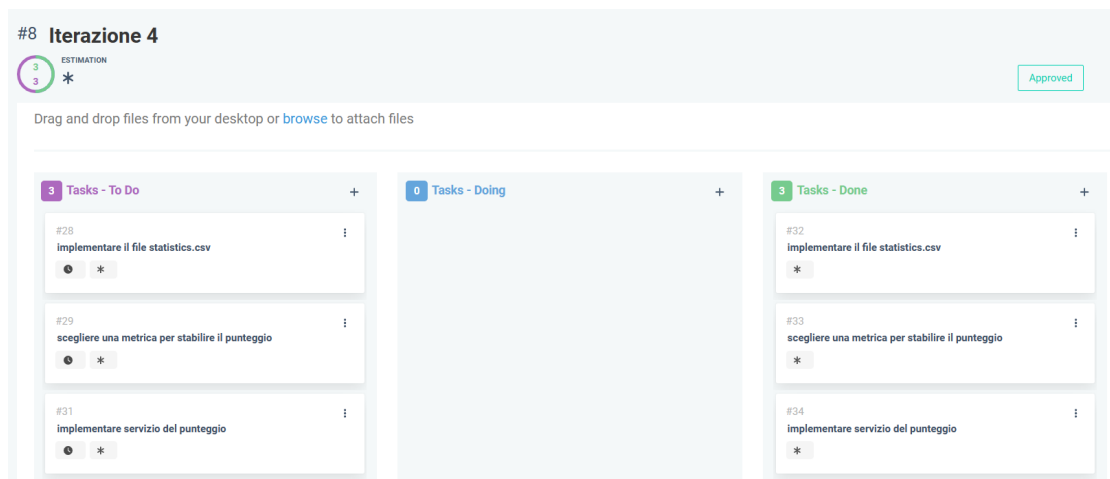 #8 Iterazione 4
ESTIMATION
3
3
Approved
Drag and drop files from your desktop or browse to attach files
3 Tasks - To Do
#28
implementare il file statistics.csv
#29
scegliere una metrica per stabilire il punteggio
#31
implementare servizio del punteggio
0 Tasks - Doing
3 Tasks - Done
#32
implementare il file statistics.csv
#33
scegliere una metrica per stabilire il punteggio
#34
implementare servizio del punteggio